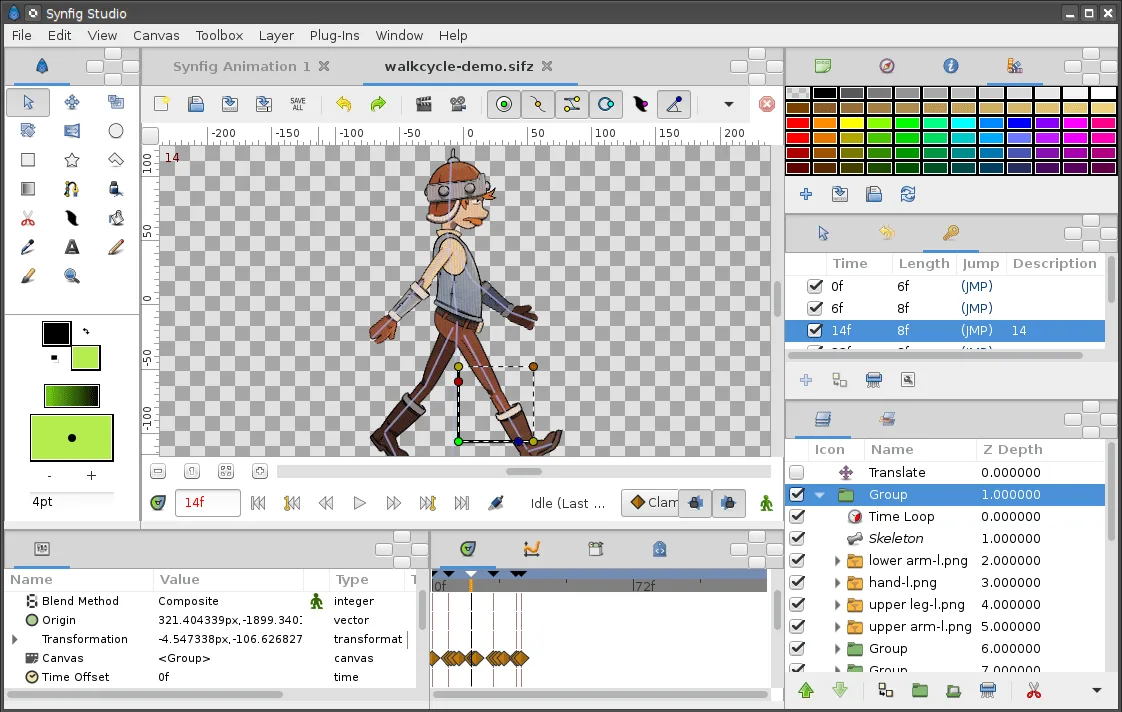 Synfig Studio
File Edit View Canvas Toolbox Layer Plug-Ins Window Help
Synfig Animation 1 walkcycle-demo.sifz
SAVE ALL
-200 -150 -100 -50 0 50 100 150 200
100
50
0
-50
-100
14
4pt
14f Idle (Last ... Clam
Time Length Jump Description
0f 6f (JMP)
6f 8f (JMP)
14f 8f (JMP) 14
Icon Name Z Depth
Translate 0.000000
Group 1.000000
Time Loop 0.000000
Skeleton 1.000000
lower arm-l.png 2.000000
hand-l.png 3.000000
upper leg-l.png 4.000000
upper arm-l.png 5.000000
Group 6.000000
Group 7.000000
Name Value Type
Blend Method Composite integer
Origin 321.404339px,-1899.340 vector
Transformation -4.547338px,-106.626827 transformat
Canvas <Group> canvas
Time Offset 0f time
0f 72f